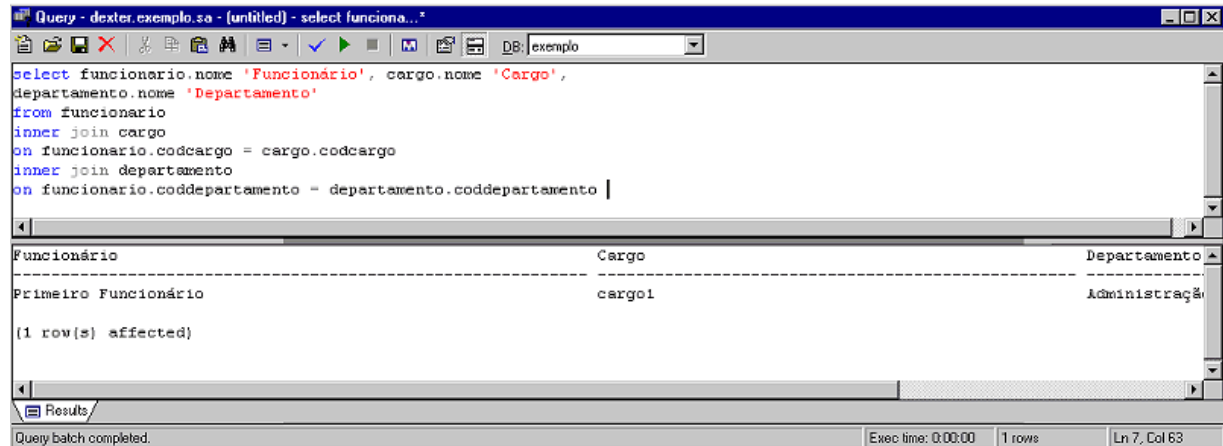 Query - dexter.exemplo.sa - (untitled) - select funciona...*
DB: exemplo
select funcionario.nome 'Funcionário', cargo.nome 'Cargo',
departamento.nome 'Departamento'
from funcionario
inner join cargo
on funcionario.codcargo = cargo.codcargo
inner join departamento
on funcionario.coddepartamento = departamento.coddepartamento
Funcionário Cargo Departamento
Primeiro Funcionário cargo1 Administração
(1 row(s) affected)
Results
Query batch completed. Exec time: 0:00:00 1 rows Ln 7, Col 63